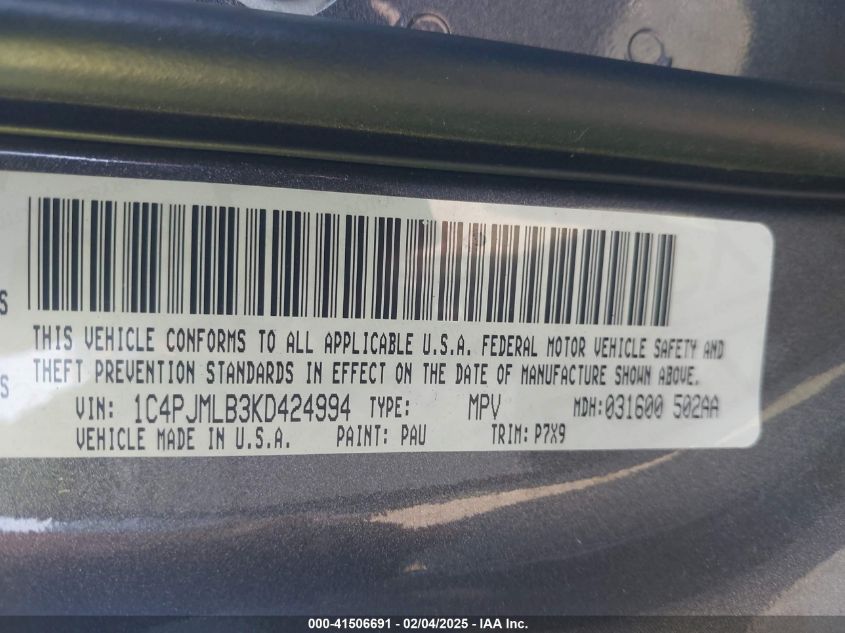 S
THIS VEHICLE CONFORMS TO ALL APPLICABLE U.S.A. FEDERAL MOTOR VEHICLE SAFETY AND
THEFT PREVENTION STANDARDS IN EFFECT ON THE DATE OF MANUFACTURE SHOWN ABOVE.
S
VIN: 1C4PJMLB3KD424994 TYPE: MPV MDH: 031600 502AA
VEHICLE MADE IN U.S.A. PAINT: PAU TRIM: P7X9
000-41506691 - 02/04/2025 - IAA Inc.